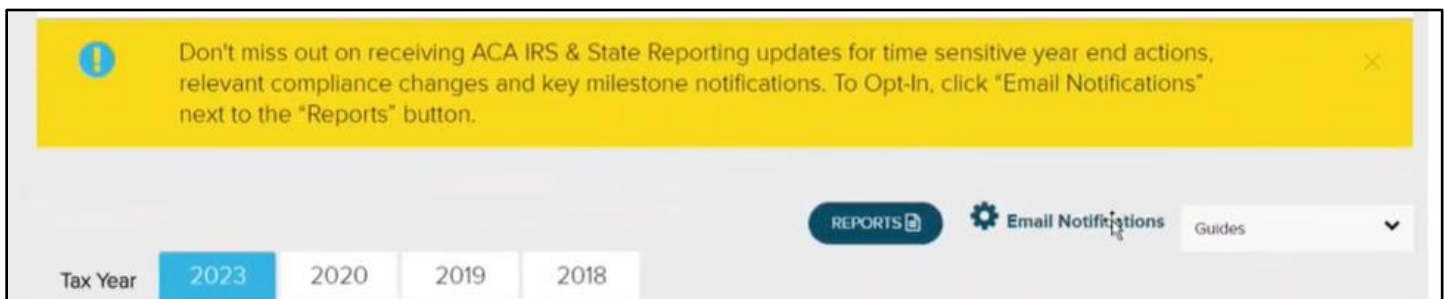 Don't miss out on receiving ACA IRS & State Reporting updates for time sensitive year end actions,
relevant compliance changes and key milestone notifications. To Opt-In, click "Email Notifications"
next to the "Reports" button.
REPORTS Email Notifications Guides
Tax Year 2023 2020 2019 2018